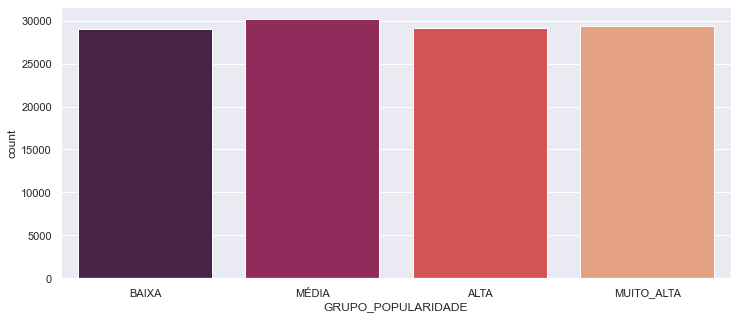 30000
25000
20000
15000
10000
5000
0
count
BAIXA MÉDIA ALTA MUITO_ALTA
GRUPO_POPULARIDADE